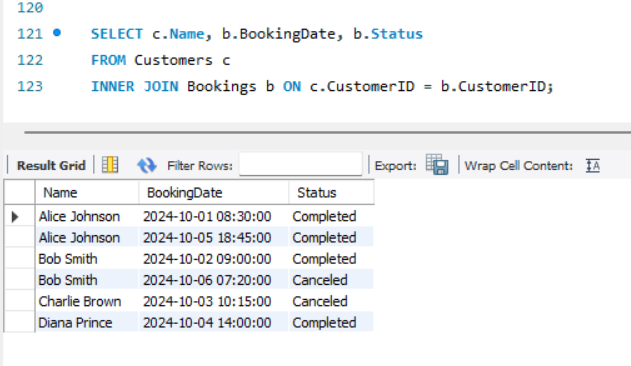 120
121 SELECT c.Name, b.BookingDate, b.Status
122 FROM Customers c
123 INNER JOIN Bookings b ON c.CustomerID = b.CustomerID;
Result Grid Filter Rows: Export: Wrap Cell Content: IA
Name BookingDate Status
Alice Johnson 2024-10-01 08:30:00 Completed
Alice Johnson 2024-10-05 18:45:00 Completed
Bob Smith 2024-10-02 09:00:00 Completed
Bob Smith 2024-10-06 07:20:00 Canceled
Charlie Brown 2024-10-03 10:15:00 Canceled
Diana Prince 2024-10-04 14:00:00 Completed